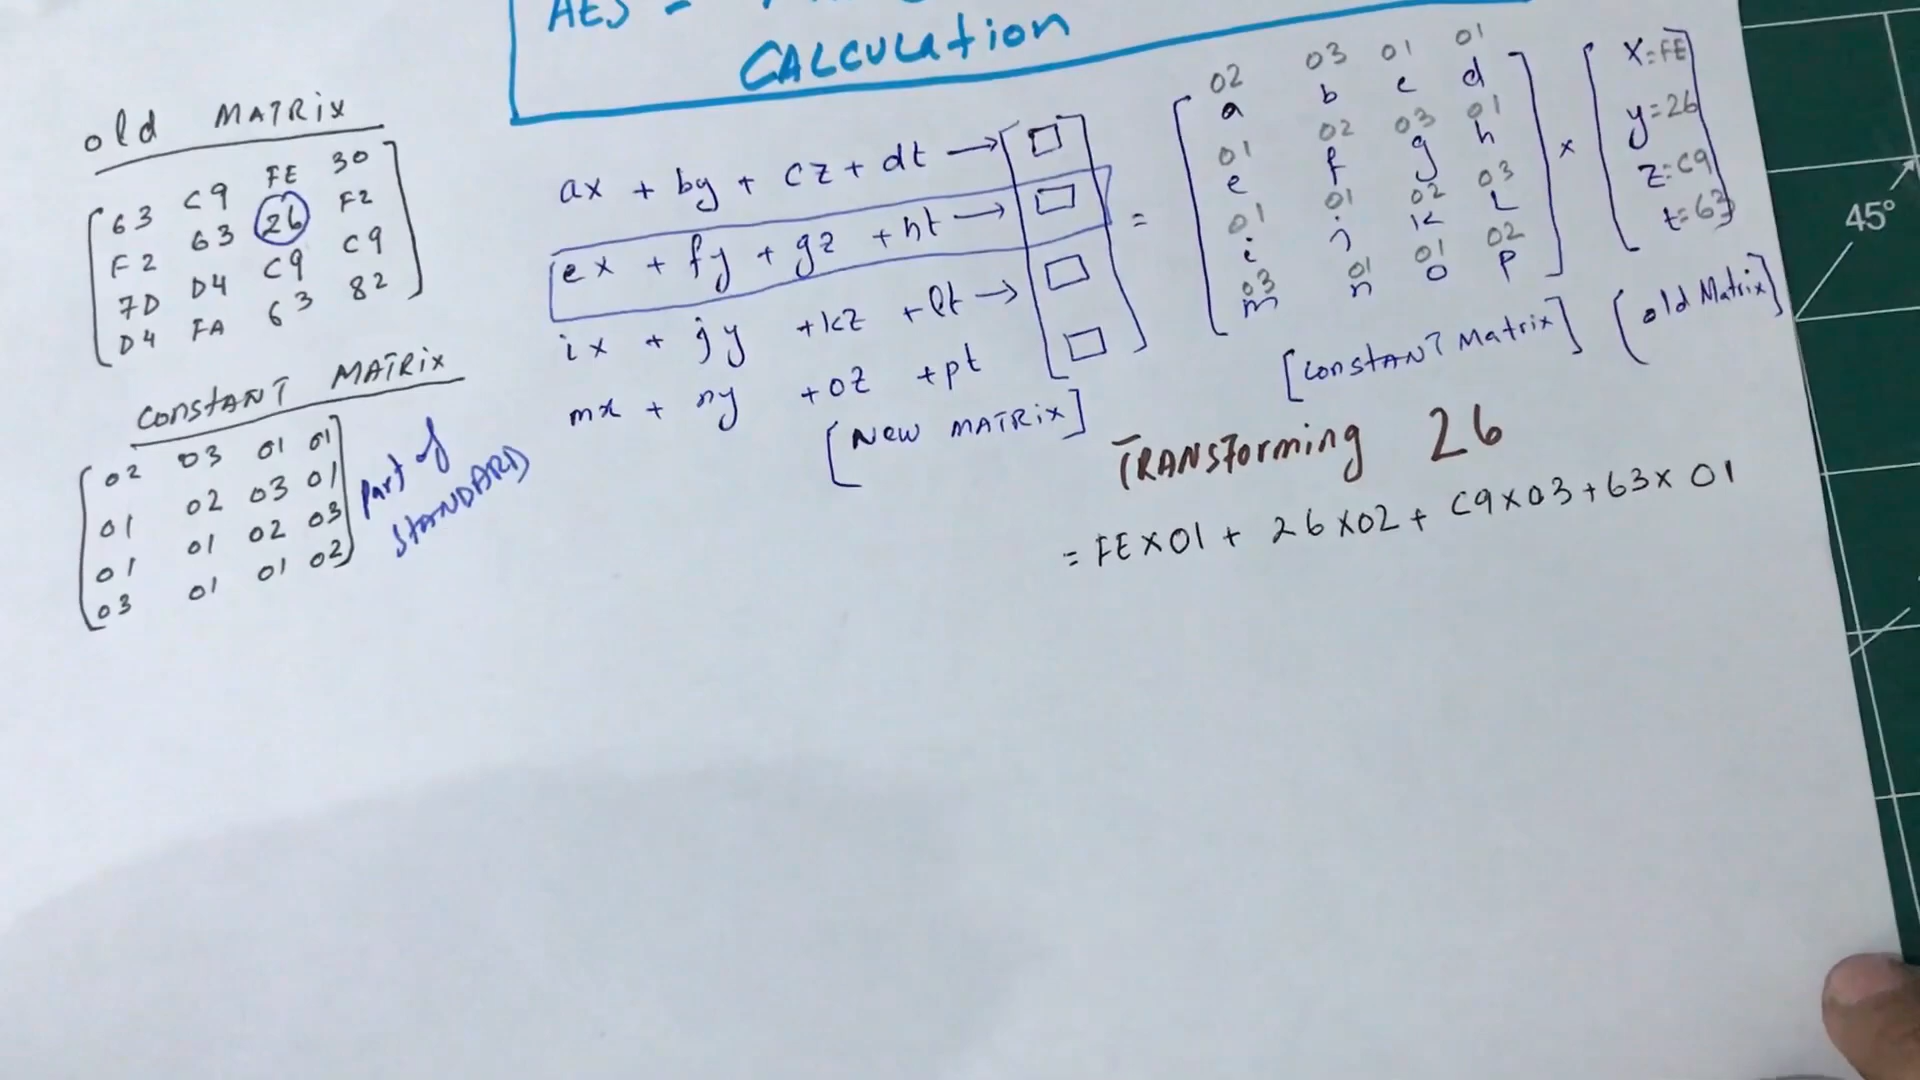 AES -
CALCULATION
old MATRIX
63 C9 FE 30
F2 63 26 F2
7D D4 C9 C9
D4 FA 63 82
CONSTANT MATRIX
02 03 01 01
01 02 03 01
01 01 02 03
03 01 01 02
part of
STANDARD
ax + by + cz + dt →
ex + fy + gz + ht →
ix + jy + kz + lt →
mx + ny + oz + pt
[NEW MATRIX]
=
02 03 01 01
a b c d
01 02 03 01
e f g h
01 01 02 03
i j k L
03 01 01 02
m n o p
×
X=FE
y=26
z=C9
t=63
[CONSTANT Matrix] [old Matrix]
TRANSforming 26
= FE×01 + 26×02 + C9×03 + 63×01
45°